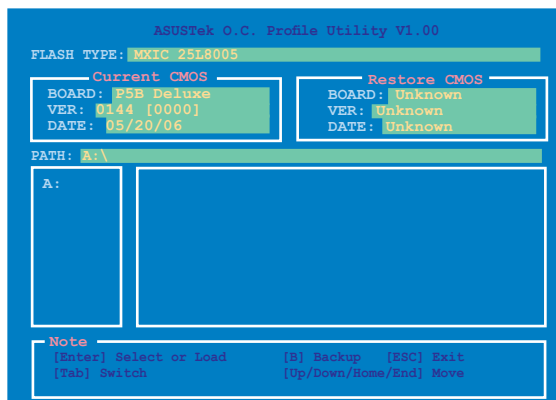 ASUSTek O.C. Profile Utility V1.00
FLASH TYPE: MXIC 25L8005
Current CMOS
BOARD: P5B Deluxe
VER: 0144 [0000]
DATE: 05/20/06
Restore CMOS
BOARD: Unknown
VER: Unknown
DATE: Unknown
PATH: A:\
A:
Note
[Enter] Select or Load [B] Backup [ESC] Exit
[Tab] Switch [Up/Down/Home/End] Move